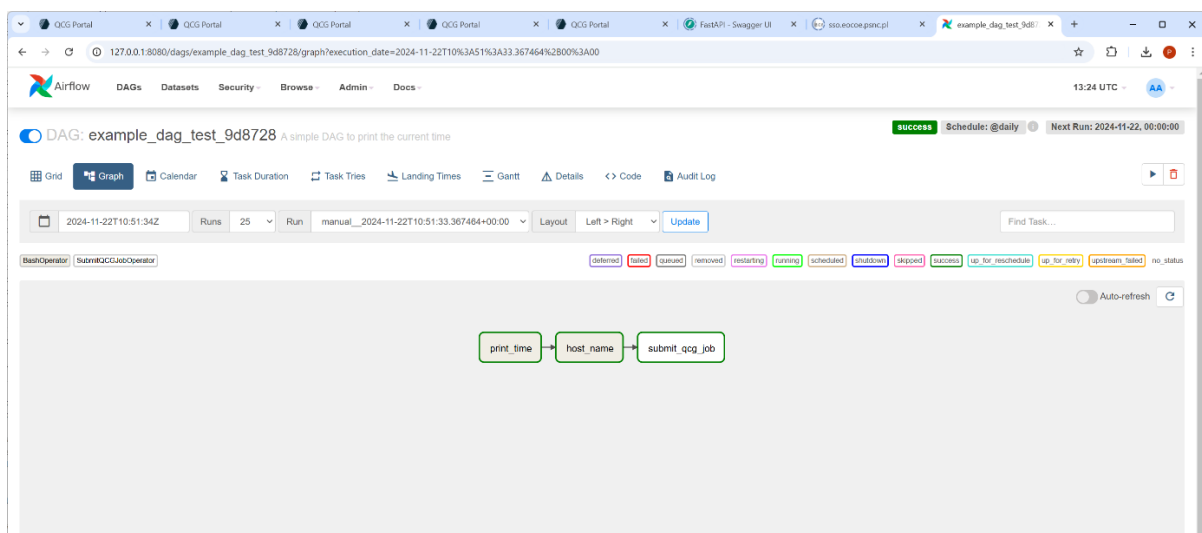 QCG Portal QCG Portal QCG Portal QCG Portal QCG Portal FastAPI - Swagger UI sso.eocoe.psnc.pl example_dag_test_9d87
127.0.0.1:8080/dags/example_dag_test_9d8728/graph?execution_date=2024-11-22T10%3A51%3A33.367464%2B00%3A00
Airflow DAGs Datasets Security Browse Admin Docs 13:24 UTC AA
DAG: example_dag_test_9d8728 A simple DAG to print the current time success Schedule: @daily Next Run: 2024-11-22, 00:00:00
Grid Graph Calendar Task Duration Task Tries Landing Times Gantt Details <> Code Audit Log
2024-11-22T10:51:34Z Runs 25 Run manual__2024-11-22T10:51:33.367464+00:00 Layout Left > Right Update Find Task...
BashOperator SubmitQCGJobOperator deferred failed queued removed restarting running scheduled shutdown skipped success up_for_reschedule up_for_retry upstream_failed no_status
Auto-refresh
print_time host_name submit_qcg_job